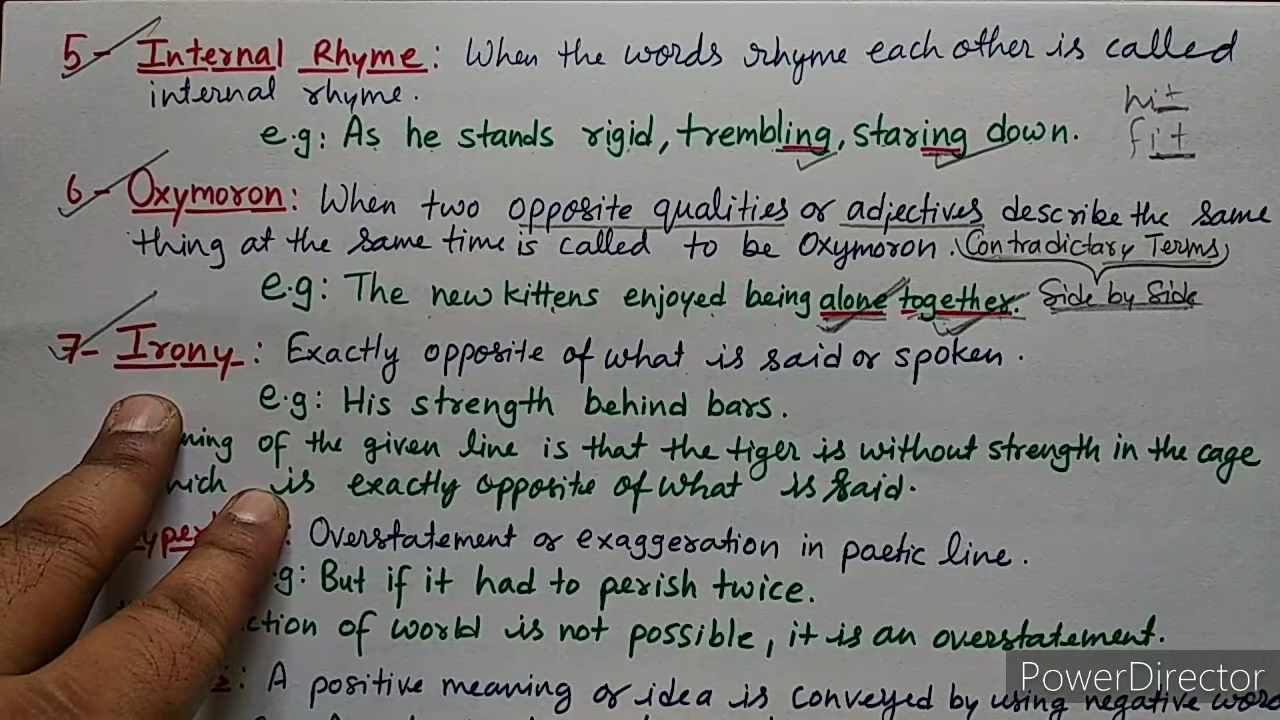 5- Internal Rhyme: When the words rhyme each other is called
internal rhyme.
hit
e.g: As he stands rigid, trembling, staring down.
fit
6- Oxymoron: When two opposite qualities or adjectives describe the same
thing at the same time is called to be Oxymoron. (Contradictary Terms)
e.g: The new kittens enjoyed being alone together. Side by Side
7- Irony: Exactly opposite of what is said or spoken.
e.g: His strength behind bars.
ning of the given line is that the tiger is without strength in the cage
hich is exactly opposite of what is said.
: Overstatement or exaggeration in paetic line.
g: But if it had to perish twice.
ction of world is not possible, it is an overstatement.
: A positive meaning or idea is conveyed by using negative wor
PowerDirector